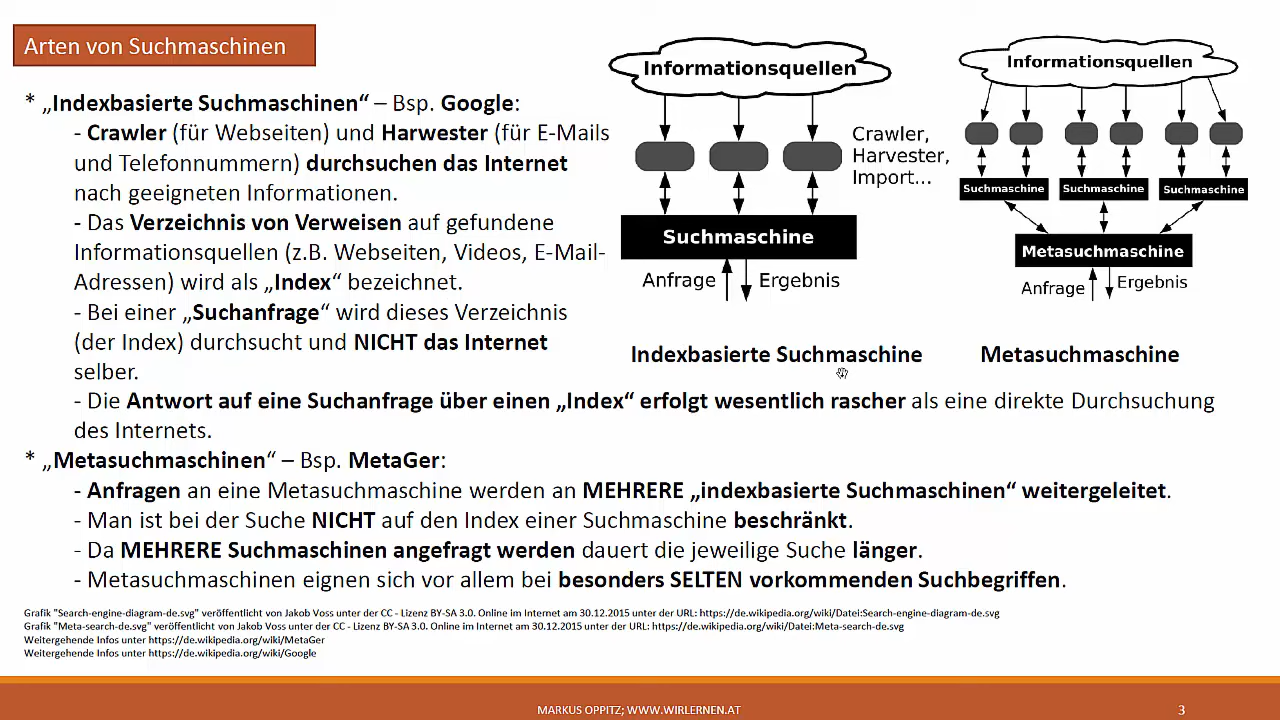 Arten von Suchmaschinen
* „Indexbasierte Suchmaschinen“ – Bsp. Google:
- Crawler (für Webseiten) und Harwester (für E-Mails
und Telefonnummern) durchsuchen das Internet
nach geeigneten Informationen.
- Das Verzeichnis von Verweisen auf gefundene
Informationsquellen (z.B. Webseiten, Videos, E-Mail-
Adressen) wird als „Index“ bezeichnet.
- Bei einer „Suchanfrage“ wird dieses Verzeichnis
(der Index) durchsucht und NICHT das Internet
selber.
- Die Antwort auf eine Suchanfrage über einen „Index“ erfolgt wesentlich rascher als eine direkte Durchsuchung
des Internets.
* „Metasuchmaschinen“ – Bsp. MetaGer:
- Anfragen an eine Metasuchmaschine werden an MEHRERE „indexbasierte Suchmaschinen“ weitergeleitet.
- Man ist bei der Suche NICHT auf den Index einer Suchmaschine beschränkt.
- Da MEHRERE Suchmaschinen angefragt werden dauert die jeweilige Suche länger.
- Metasuchmaschinen eignen sich vor allem bei besonders SELTEN vorkommenden Suchbegriffen.
Informationsquellen
Crawler,
Harvester,
Import...
Suchmaschine
Anfrage
Ergebnis
Indexbasierte Suchmaschine
Informationsquellen
Suchmaschine
Suchmaschine
Suchmaschine
Metasuchmaschine
Anfrage
Ergebnis
Metasuchmaschine
Grafik "Search-engine-diagram-de.svg" veröffentlicht von Jakob Voss unter der CC - Lizenz BY-SA 3.0. Online im Internet am 30.12.2015 unter der URL: https://de.wikipedia.org/wiki/Datei:Search-engine-diagram-de.svg
Grafik "Meta-search-de.svg" veröffentlicht von Jakob Voss unter der CC - Lizenz BY-SA 3.0. Online im Internet am 30.12.2015 unter der URL: https://de.wikipedia.org/wiki/Datei:Meta-search-de.svg
Weitergehende Infos unter https://de.wikipedia.org/wiki/MetaGer
Weitergehende Infos unter https://de.wikipedia.org/wiki/Google
MARKUS OPPITZ; WWW.WIRLERNEN.AT
3